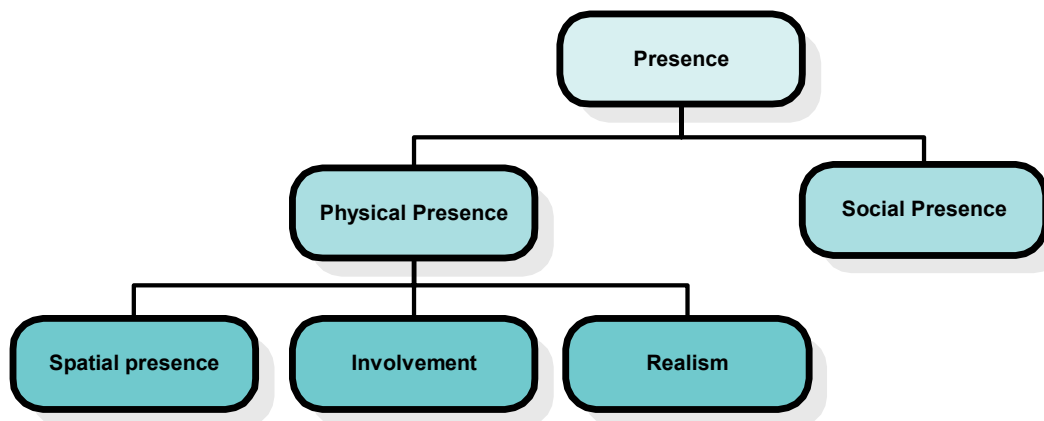 Presence
Physical Presence
Social Presence
Spatial presence
Involvement
Realism